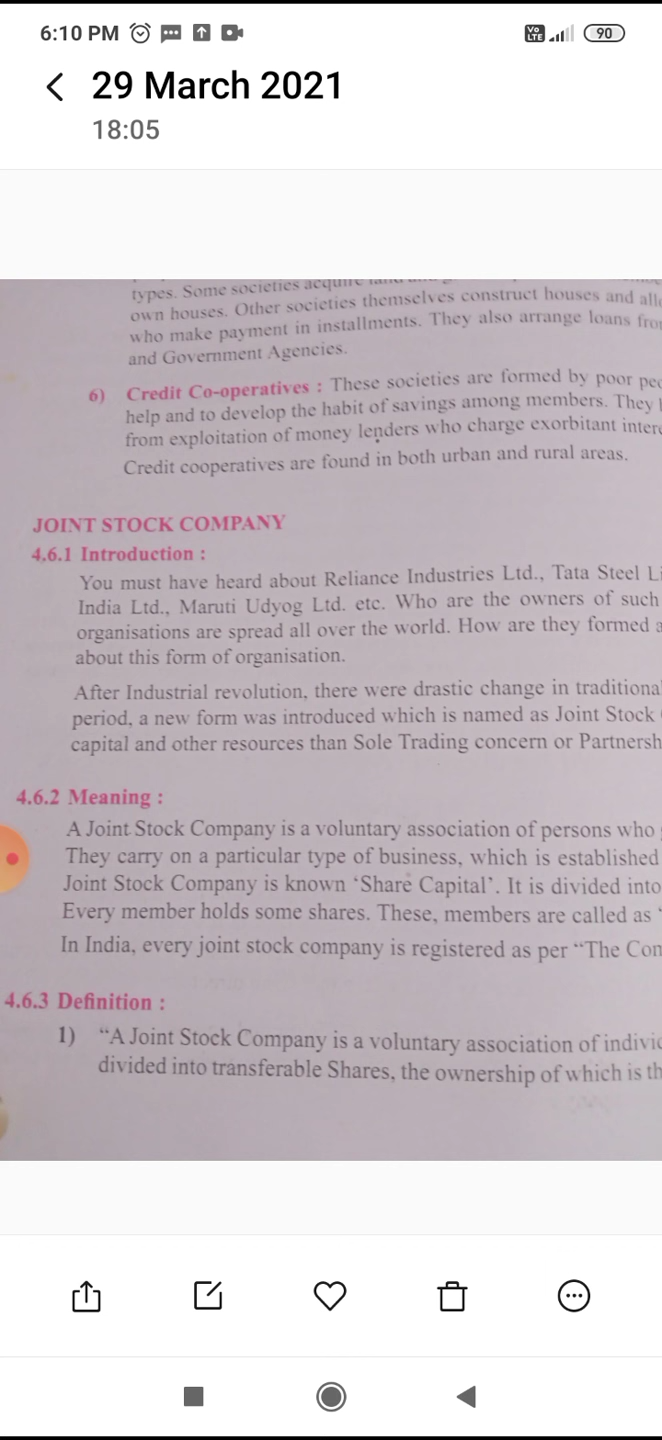 6:10 PM
Vo LTE
90
29 March 2021
18:05
types. Some societies acquire
own houses. Other societies themselves construct houses and
who make payment in installments. They also arrange loans
and Government Agencies.
6) Credit Co-operatives : These societies are formed by poor
help and to develop the habit of savings among members. They
from exploitation of money lenders who charge exorbitant
Credit cooperatives are found in both urban and rural areas.
JOINT STOCK COMPANY
4.6.1 Introduction :
You must have heard about Reliance Industries Ltd., Tata Steel
India Ltd., Maruti Udyog Ltd. etc. Who are the owners of such
organisations are spread all over the world. How are they formed
about this form of organisation.
After Industrial revolution, there were drastic change in
period, a new form was introduced which is named as Joint Stock
capital and other resources than Sole Trading concern or
4.6.2 Meaning :
A Joint Stock Company is a voluntary association of persons who
They carry on a particular type of business, which is established
Joint Stock Company is known ‘Share Capital’. It is divided into
Every member holds some shares. These, members are called as
In India, every joint stock company is registered as per “The
4.6.3 Definition :
1) “A Joint Stock Company is a voluntary association of
divided into transferable Shares, the ownership of which is